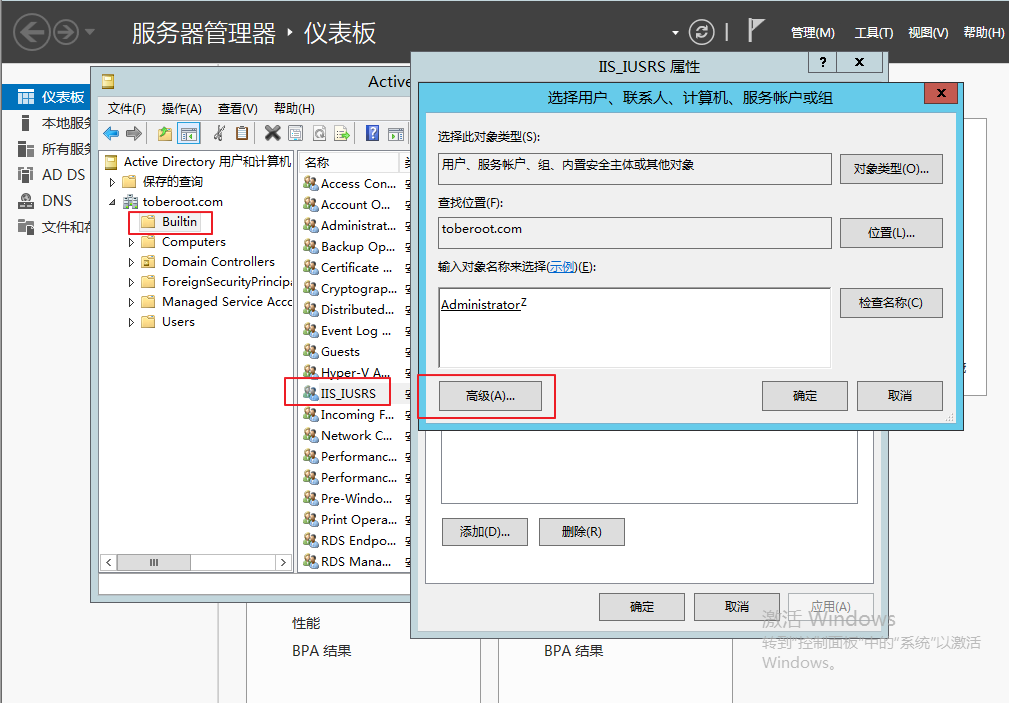 服务器管理器 · 仪表板
管理(M) 工具(T) 视图(V) 帮助(H)
仪表板
本地服务
所有服务
AD DS
DNS
文件和存
Active
文件(F) 操作(A) 查看(V) 帮助(H)
Active Directory 用户和计算机
保存的查询
toberoot.com
Builtin
Computers
Domain Controllers
ForeignSecurityPrincipa
Managed Service Acco
Users
名称
Access Con...
Account O...
Administrat...
Backup Op...
Certificate ...
Cryptograp...
Distributed...
Event Log ...
Guests
Hyper-V A...
IIS_IUSRS
Incoming F...
Network C...
Performanc...
Performanc...
Pre-Windo...
Print Opera...
RDS Endpo...
RDS Mana...
IIS_IUSRS 属性
选择用户、联系人、计算机、服务帐户或组
选择此对象类型(S):
用户、服务帐户、组、内置安全主体或其他对象
对象类型(O)...
查找位置(F):
toberoot.com
位置(L)...
输入对象名称来选择(示例)(E):
AdministratorZ
检查名称(C)
高级(A)...
确定
取消
添加(D)...
删除(R)
确定
取消
应用(A)
性能
BPA 结果
BPA 结果
激活 Windows
转到"控制面板"中的"系统"以激活
Windows。